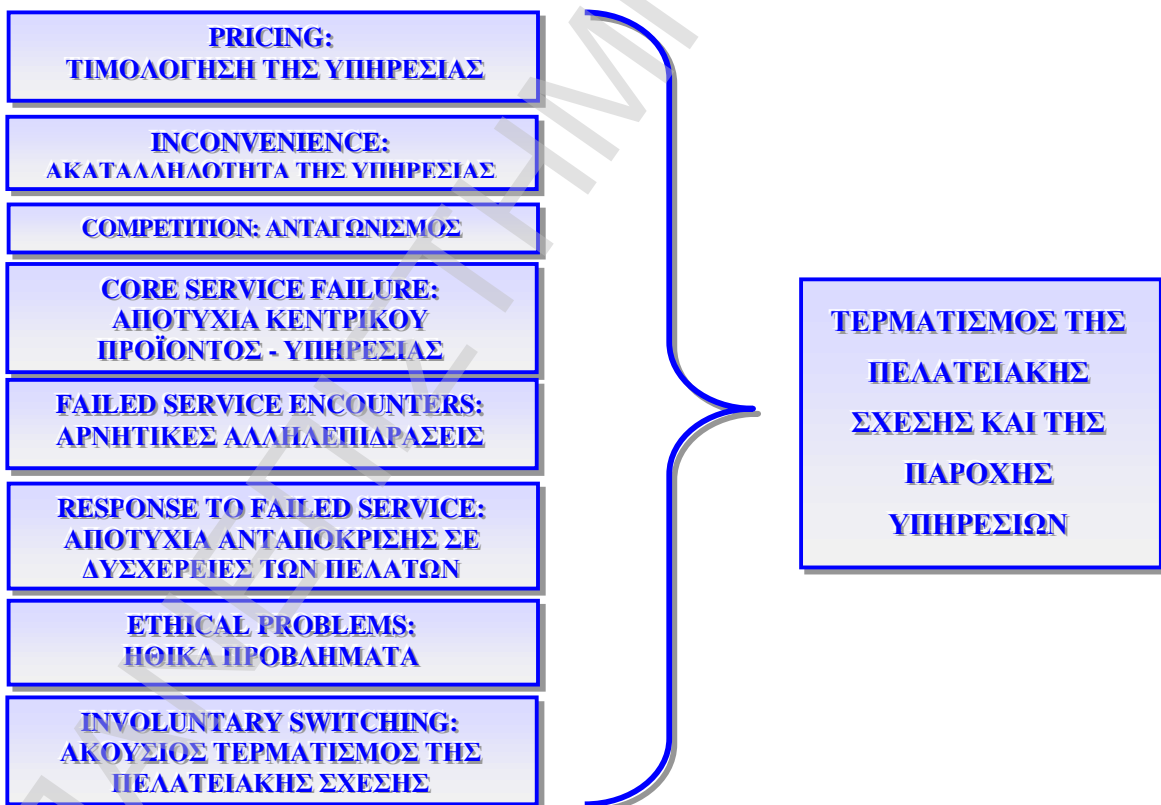 PRICING:
ΤΙΜΟΛΟΓΗΣΗ ΤΗΣ ΥΠΗΡΕΣΙΑΣ
INCONVENIENCE:
ΑΚΑΤΑΛΛΗΛΟΤΗΤΑ ΤΗΣ ΥΠΗΡΕΣΙΑΣ
COMPETITION: ΑΝΤΑΓΩΝΙΣΜΟΣ
CORE SERVICE FAILURE:
ΑΠΟΤΥΧΙΑ ΚΕΝΤΡΙΚΟΥ
ΠΡΟΪΟΝΤΟΣ - ΥΠΗΡΕΣΙΑΣ
FAILED SERVICE ENCOUNTERS:
ΑΡΝΗΤΙΚΕΣ ΑΛΛΗΛΕΠΙΔΡΑΣΕΙΣ
RESPONSE TO FAILED SERVICE:
ΑΠΟΤΥΧΙΑ ΑΝΤΑΠΟΚΡΙΣΗΣ ΣΕ
ΔΥΣΧΕΡΕΙΕΣ ΤΩΝ ΠΕΛΑΤΩΝ
ETHICAL PROBLEMS:
ΗΘΙΚΑ ΠΡΟΒΛΗΜΑΤΑ
INVOLUNTARY SWITCHING:
ΑΚΟΥΣΙΟΣ ΤΕΡΜΑΤΙΣΜΟΣ ΤΗΣ
ΠΕΛΑΤΕΙΑΚΗΣ ΣΧΕΣΗΣ
ΤΕΡΜΑΤΙΣΜΟΣ ΤΗΣ
ΠΕΛΑΤΕΙΑΚΗΣ
ΣΧΕΣΗΣ ΚΑΙ ΤΗΣ
ΠΑΡΟΧΗΣ
ΥΠΗΡΕΣΙΩΝ